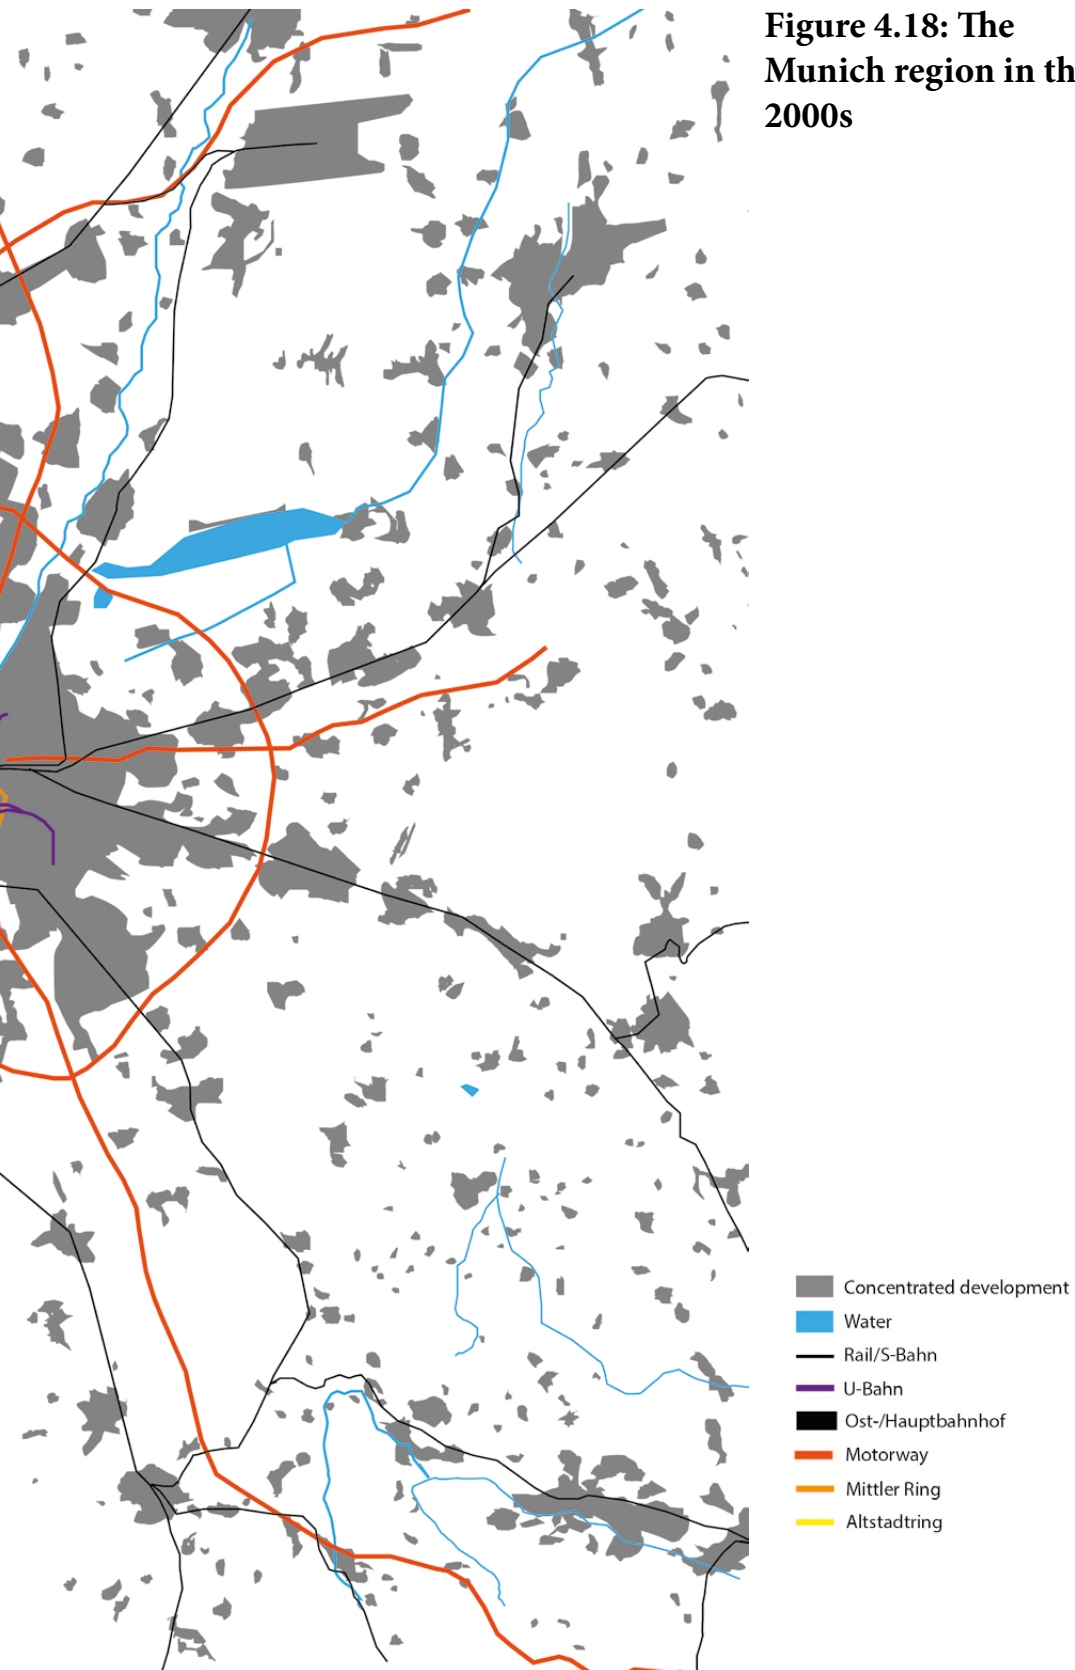 Figure 4.18: The
Munich region in th
2000s
Concentrated development
Water
Rail/S-Bahn
U-Bahn
Ost-/Hauptbahnhof
Motorway
Mittler Ring
Altstadtring